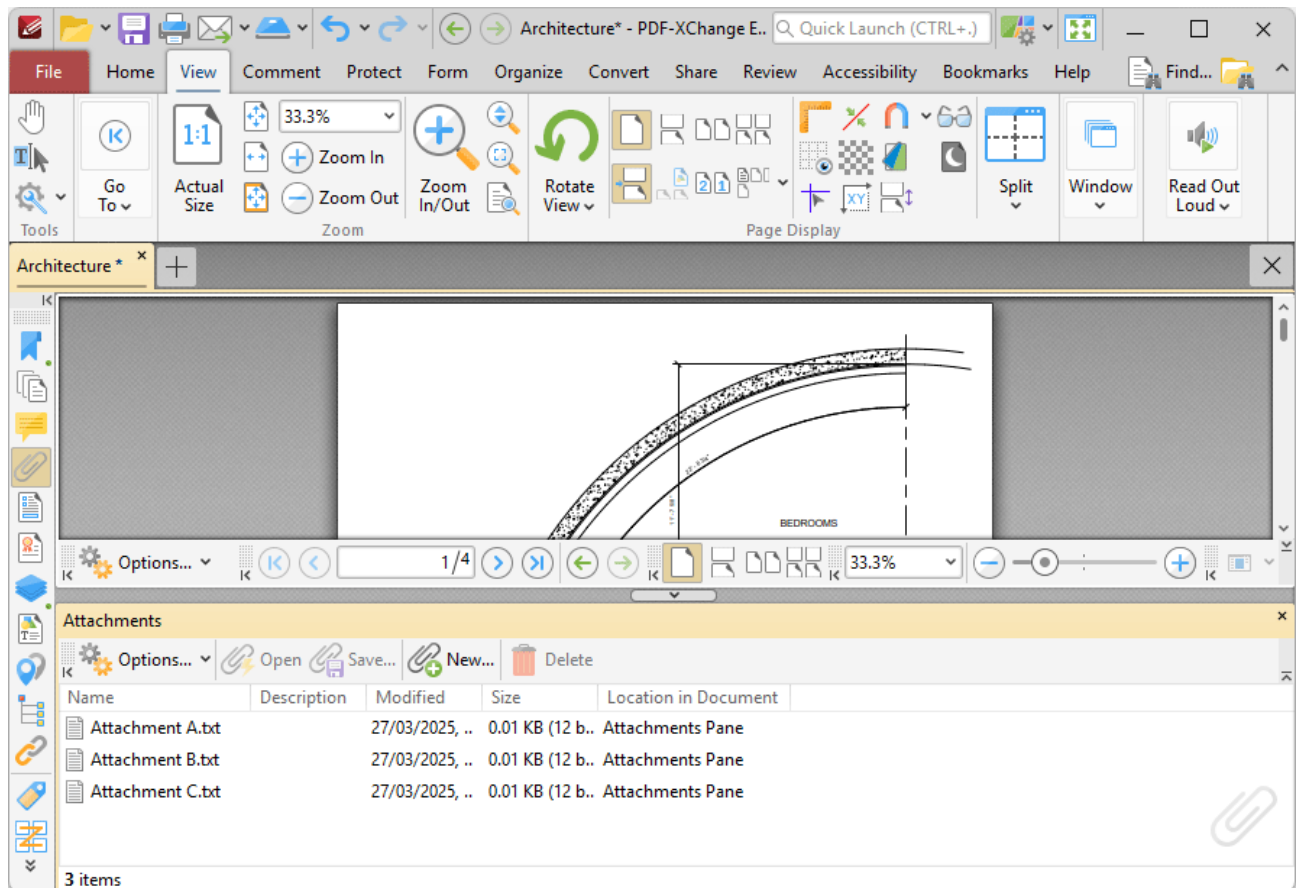 Architecture* - PDF-XChange E.. Quick Launch (CTRL+.)
File Home View Comment Protect Form Organize Convert Share Review Accessibility Bookmarks Help Find...
33.3%
1:1
Zoom In
Zoom Out
Go To
Actual Size
Zoom In/Out
Rotate View
21
XY
Split
Window
Read Out Loud
Tools Zoom Page Display
Architecture *
BEDROOMS
Options... 1/4 33.3%
Attachments
Options... Open Save... New... Delete
Name Description Modified Size Location in Document
Attachment A.txt 27/03/2025, .. 0.01 KB (12 b.. Attachments Pane
Attachment B.txt 27/03/2025, .. 0.01 KB (12 b.. Attachments Pane
Attachment C.txt 27/03/2025, .. 0.01 KB (12 b.. Attachments Pane
3 items